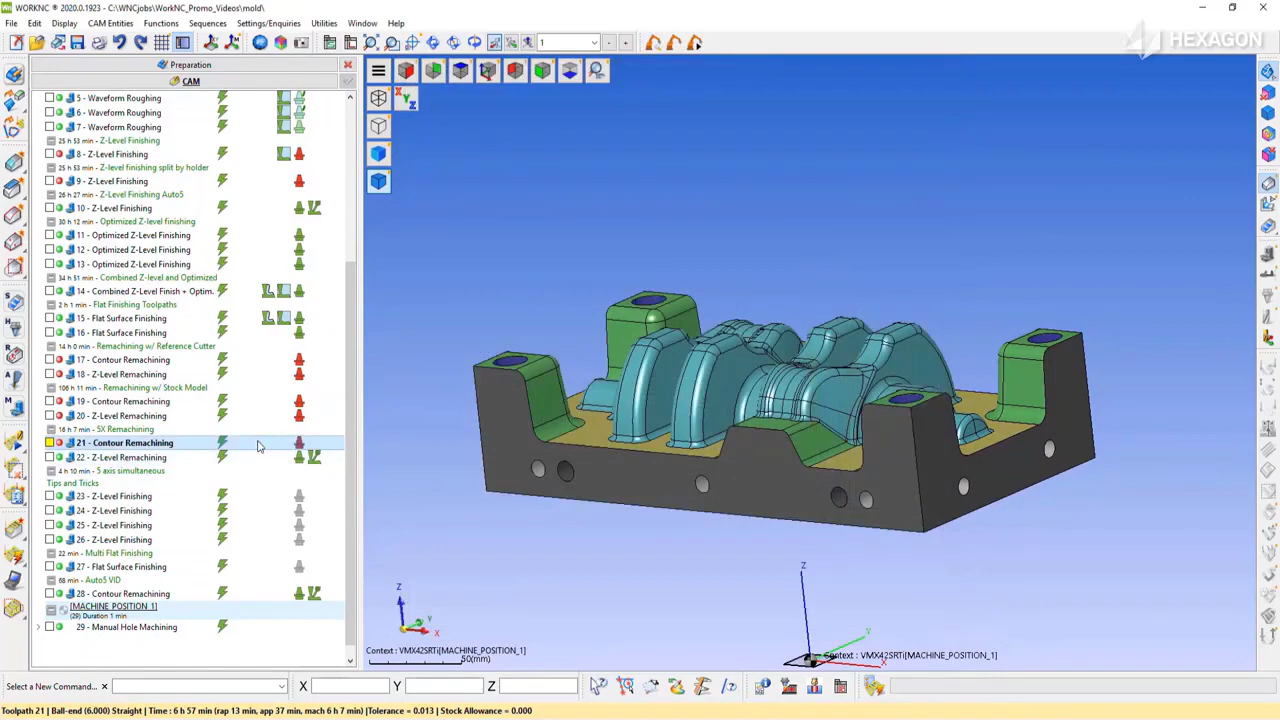 WORKNC ® 2020.0.1923 - C:\WNCjobs\WorkNC_Promo_Videos\mold\
HEXAGON
File Edit Display CAM Entities Functions Sequences Settings/Enquiries Utilities Window Help
1
Preparation
CAM
5 - Waveform Roughing
6 - Waveform Roughing
7 - Waveform Roughing
25 h 53 min - Z-Level Finishing
8 - Z-Level Finishing
25 h 53 min - Z-level finishing split by holder
9 - Z-Level Finishing
26 h 27 min - Z-Level Finishing Auto5
10 - Z-Level Finishing
30 h 12 min - Optimized Z-level finishing
11 - Optimized Z-Level Finishing
12 - Optimized Z-Level Finishing
13 - Optimized Z-Level Finishing
34 h 51 min - Combined Z-level and Optimized
14 - Combined Z-level Finish + Optim.
2 h 1 min - Flat Finishing Toolpaths
15 - Flat Surface Finishing
16 - Flat Surface Finishing
14 h 0 min - Remachining w/ Reference Cutter
17 - Contour Remachining
18 - Z-Level Remachining
106 h 11 min - Remachining w/ Stock Model
19 - Contour Remachining
20 - Z-Level Remachining
16 h 7 min - 5X Remachining
21 - Contour Remachining
22 - Z-Level Remachining
4 h 10 min - 5 axis simultaneous
Tips and Tricks
23 - Z-Level Finishing
24 - Z-Level Finishing
25 - Z-Level Finishing
26 - Z-Level Finishing
22 min - Multi Flat Finishing
27 - Flat Surface Finishing
68 min - Auto5 VID
28 - Contour Remachining
[MACHINE_POSITION_1]
(29) Duration 1 min
29 - Manual Hole Machining
X
Y
Z
Z
Y
X
Context : VMX42SRTi[MACHINE_POSITION_1]
50(mm)
Z
Y
X
Context : VMX42SRTi[MACHINE_POSITION_1]
Select a New Command... X Y Z
Toolpath 21 | Ball-end (6.000) Straight | Time : 6 h 57 min (rap 13 min, app 37 min, mach 6 h 7 min) |Tolerance = 0.013 | Stock Allowance = 0.000